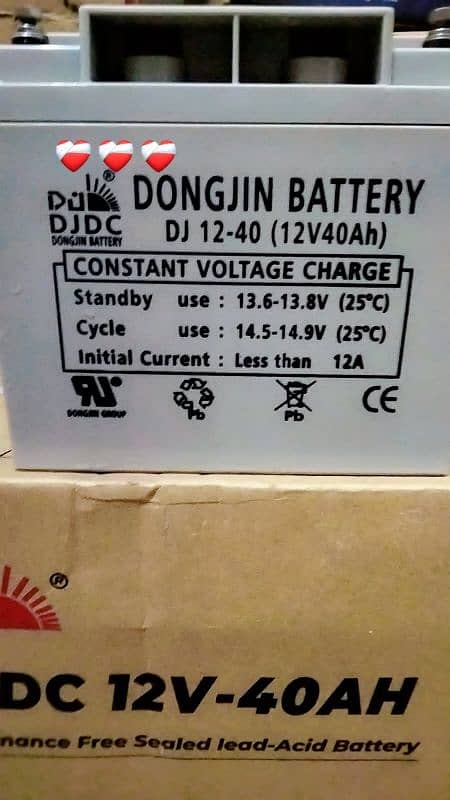 DJ ®
DJDC
DONGJIN BATTERY
DONGJIN BATTERY
DJ 12-40 (12V40Ah)
CONSTANT VOLTAGE CHARGE
Standby use : 13.6-13.8V (25℃)
Cycle use : 14.5-14.9V (25℃)
Initial Current : Less than 12A
DONGJIN GROUP
Pb
Pb
CE
®
DC 12V-40AH
nance Free Sealed lead-Acid Battery